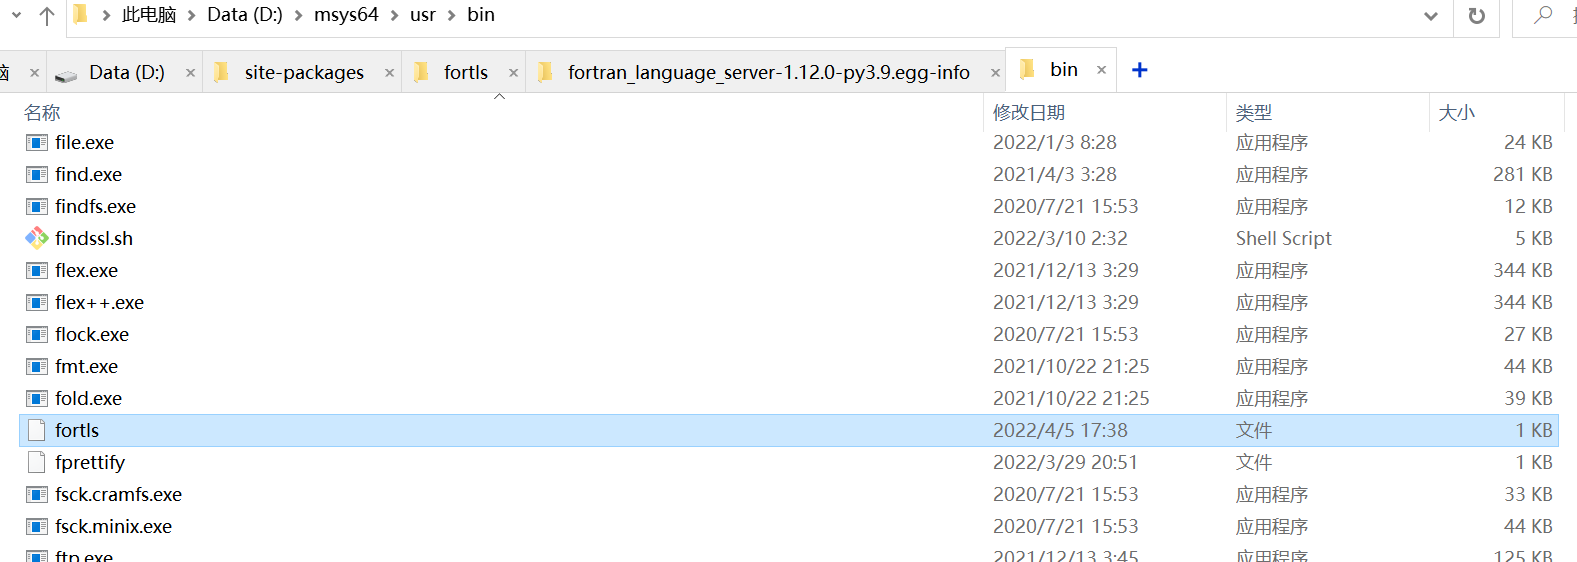 此电脑 > Data (D:) > msys64 > usr > bin
Data (D:) × site-packages × fortls × fortran_language_server-1.12.0-py3.9.egg-info × bin × +
名称 修改日期 类型 大小
file.exe 2022/1/3 8:28 应用程序 24 KB
find.exe 2021/4/3 3:28 应用程序 281 KB
findfs.exe 2020/7/21 15:53 应用程序 12 KB
findssl.sh 2022/3/10 2:32 Shell Script 5 KB
flex.exe 2021/12/13 3:29 应用程序 344 KB
flex++.exe 2021/12/13 3:29 应用程序 344 KB
flock.exe 2020/7/21 15:53 应用程序 27 KB
fmt.exe 2021/10/22 21:25 应用程序 44 KB
fold.exe 2021/10/22 21:25 应用程序 39 KB
fortls 2022/4/5 17:38 文件 1 KB
fprettify 2022/3/29 20:51 文件 1 KB
fsck.cramfs.exe 2020/7/21 15:53 应用程序 33 KB
fsck.minix.exe 2020/7/21 15:53 应用程序 44 KB
ftp.exe 2021/12/13 3:45 应用程序 125 KB